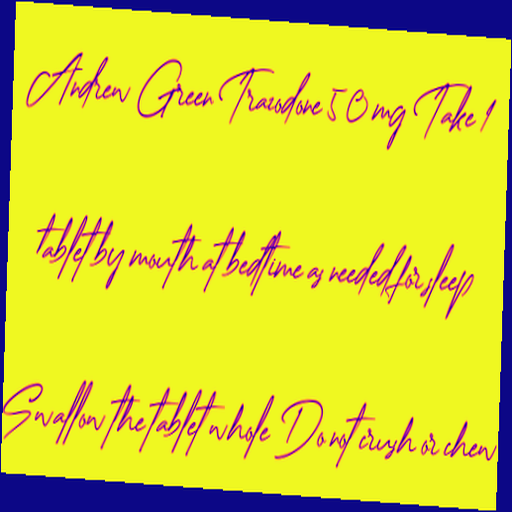 Andrew Green Trazodone 50 mg Take 1
tablet by mouth at bedtime as needed for sleep
Swallow the tablet whole Do not crush or chew